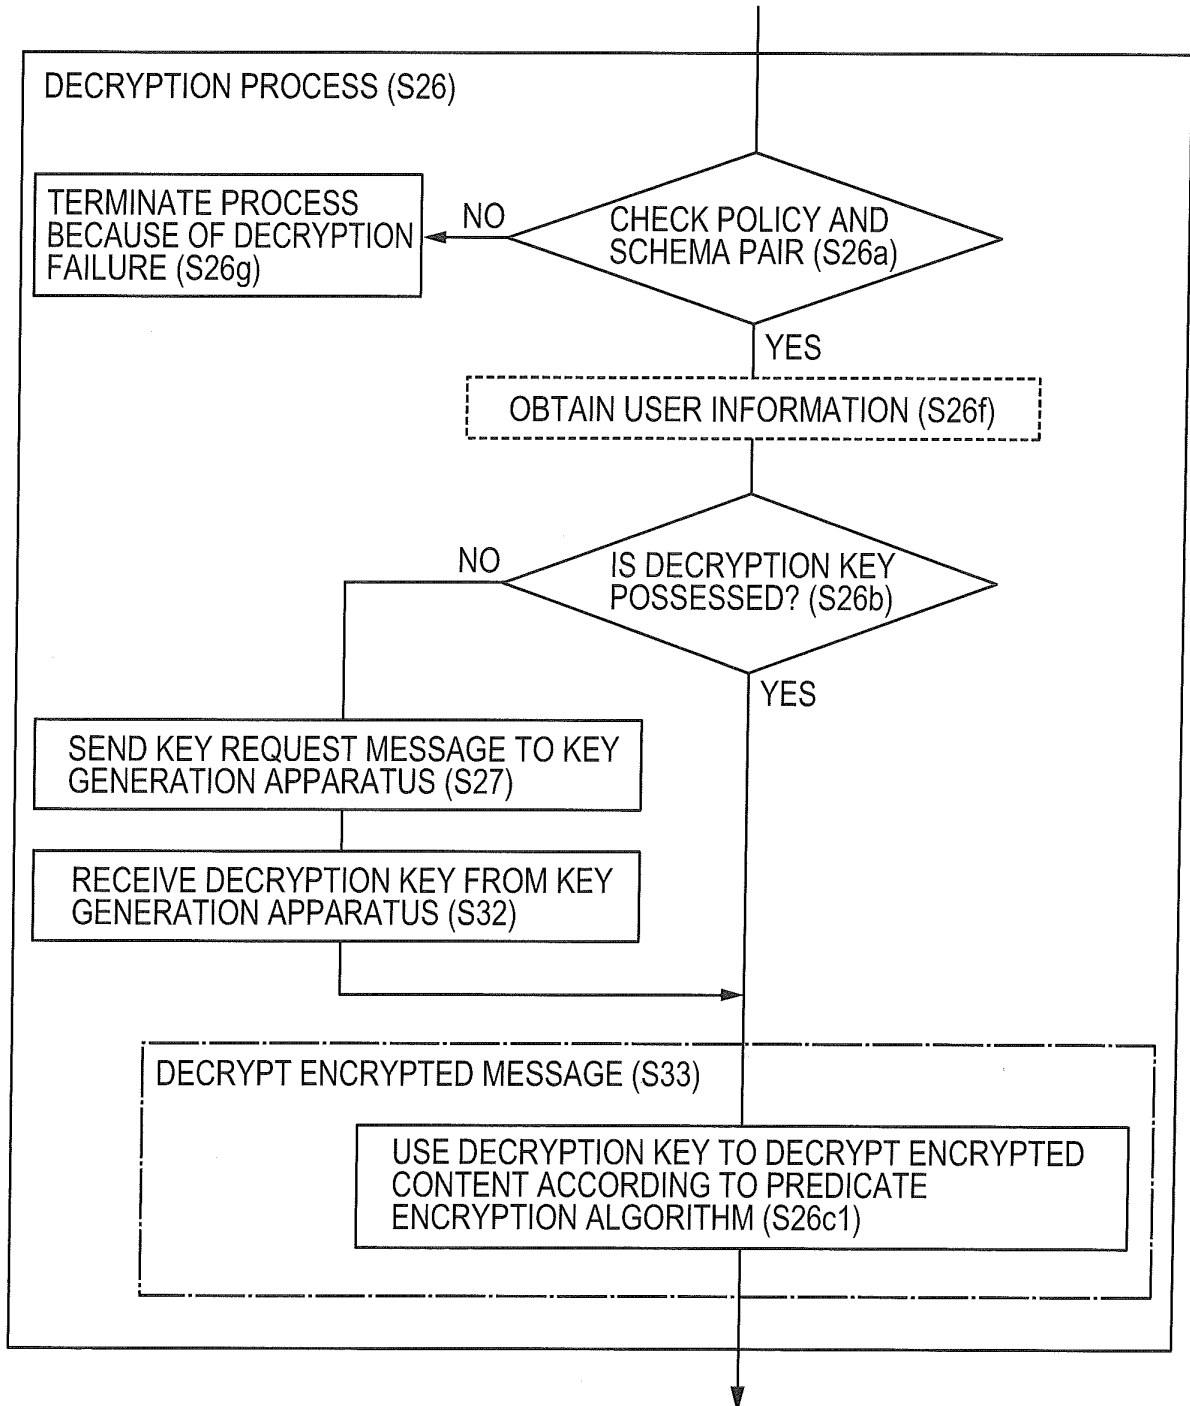 DECRYPTION PROCESS (S26)
TERMINATE PROCESS
BECAUSE OF DECRYPTION
FAILURE (S26g)
NO
CHECK POLICY AND
SCHEMA PAIR (S26a)
YES
OBTAIN USER INFORMATION (S26f)
NO
IS DECRYPTION KEY
POSSESSED? (S26b)
YES
SEND KEY REQUEST MESSAGE TO KEY
GENERATION APPARATUS (S27)
RECEIVE DECRYPTION KEY FROM KEY
GENERATION APPARATUS (S32)
DECRYPT ENCRYPTED MESSAGE (S33)
USE DECRYPTION KEY TO DECRYPT ENCRYPTED
CONTENT ACCORDING TO PREDICATE
ENCRYPTION ALGORITHM (S26c1)